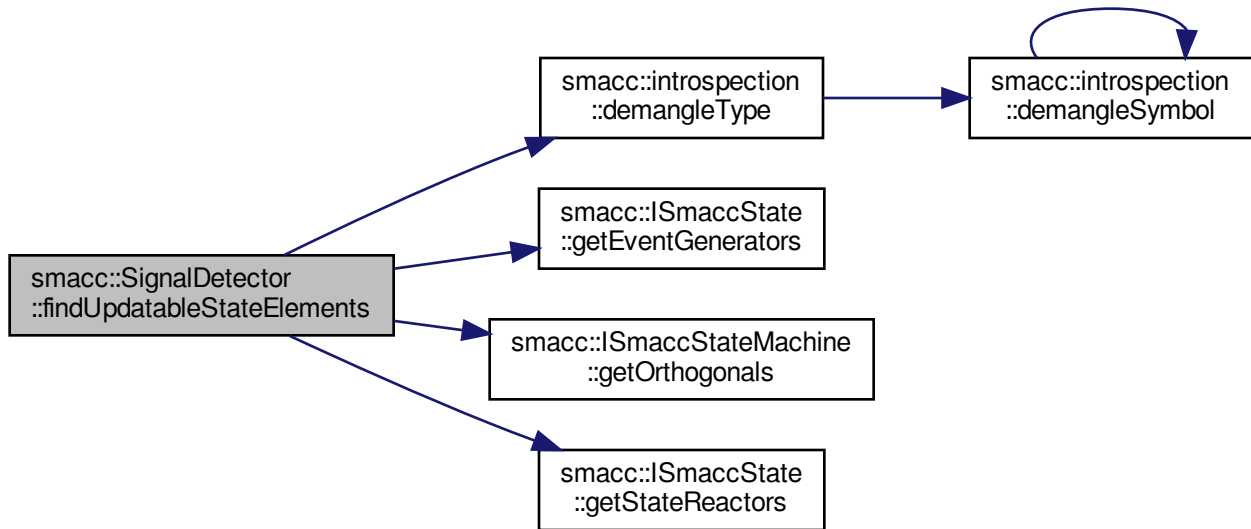 smacc::SignalDetector
::findUpdatableStateElements
smacc::introspection
::demangleType
smacc::introspection
::demangleSymbol
smacc::ISmaccState
::getEventGenerators
smacc::ISmaccStateMachine
::getOrthogonals
smacc::ISmaccState
::getStateReactors